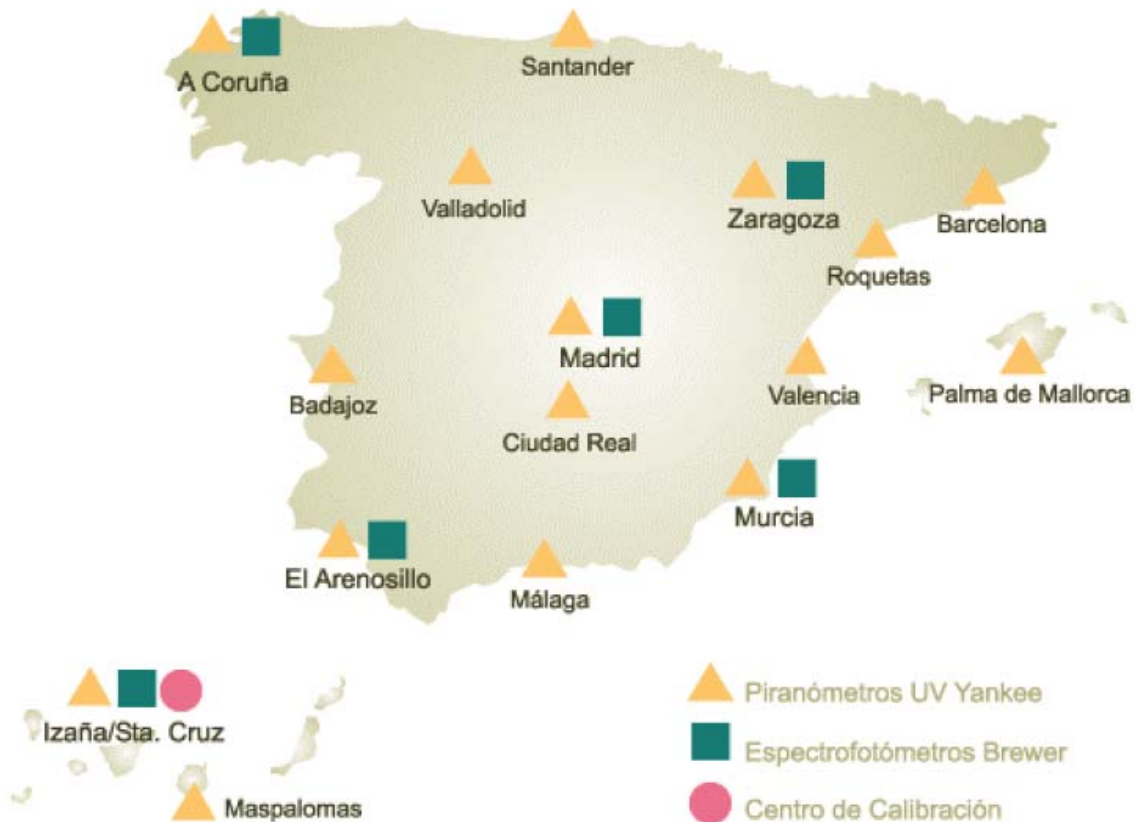 A Coruña
Santander
Valladolid
Zaragoza
Barcelona
Roquetas
Madrid
Badajoz
Valencia
Palma de Mallorca
Ciudad Real
Murcia
El Arenosillo
Málaga
Izaña/Sta. Cruz
Maspalomas
Piranómetros UV Yankee
Espectrofotómetros Brewer
Centro de Calibración